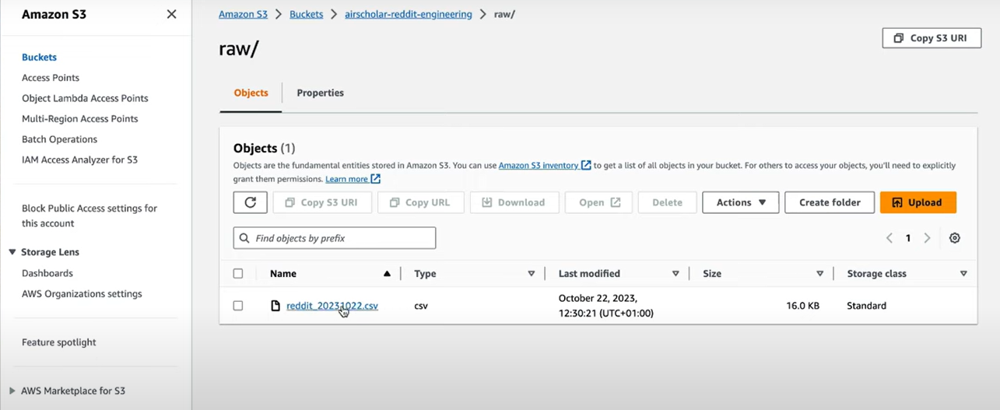 Amazon S3
Buckets
Access Points
Object Lambda Access Points
Multi-Region Access Points
Batch Operations
IAM Access Analyzer for S3
Block Public Access settings for
this account
Storage Lens
Dashboards
AWS Organizations settings
Feature spotlight
AWS Marketplace for S3
Amazon S3 > Buckets > airscholar-reddit-engineering > raw/
raw/
Copy S3 URI
Objects Properties
Objects (1)
Objects are the fundamental entities stored in Amazon S3. You can use Amazon S3 inventory to get a list of all objects in your bucket. For others to access your objects, you'll need to explicitly
grant them permissions. Learn more
Copy S3 URI Copy URL Download Open Delete Actions Create folder Upload
Find objects by prefix
1
Name Type Last modified Size Storage class
reddit_20231022.csv csv October 22, 2023,
12:30:21 (UTC+01:00) 16.0 KB Standard